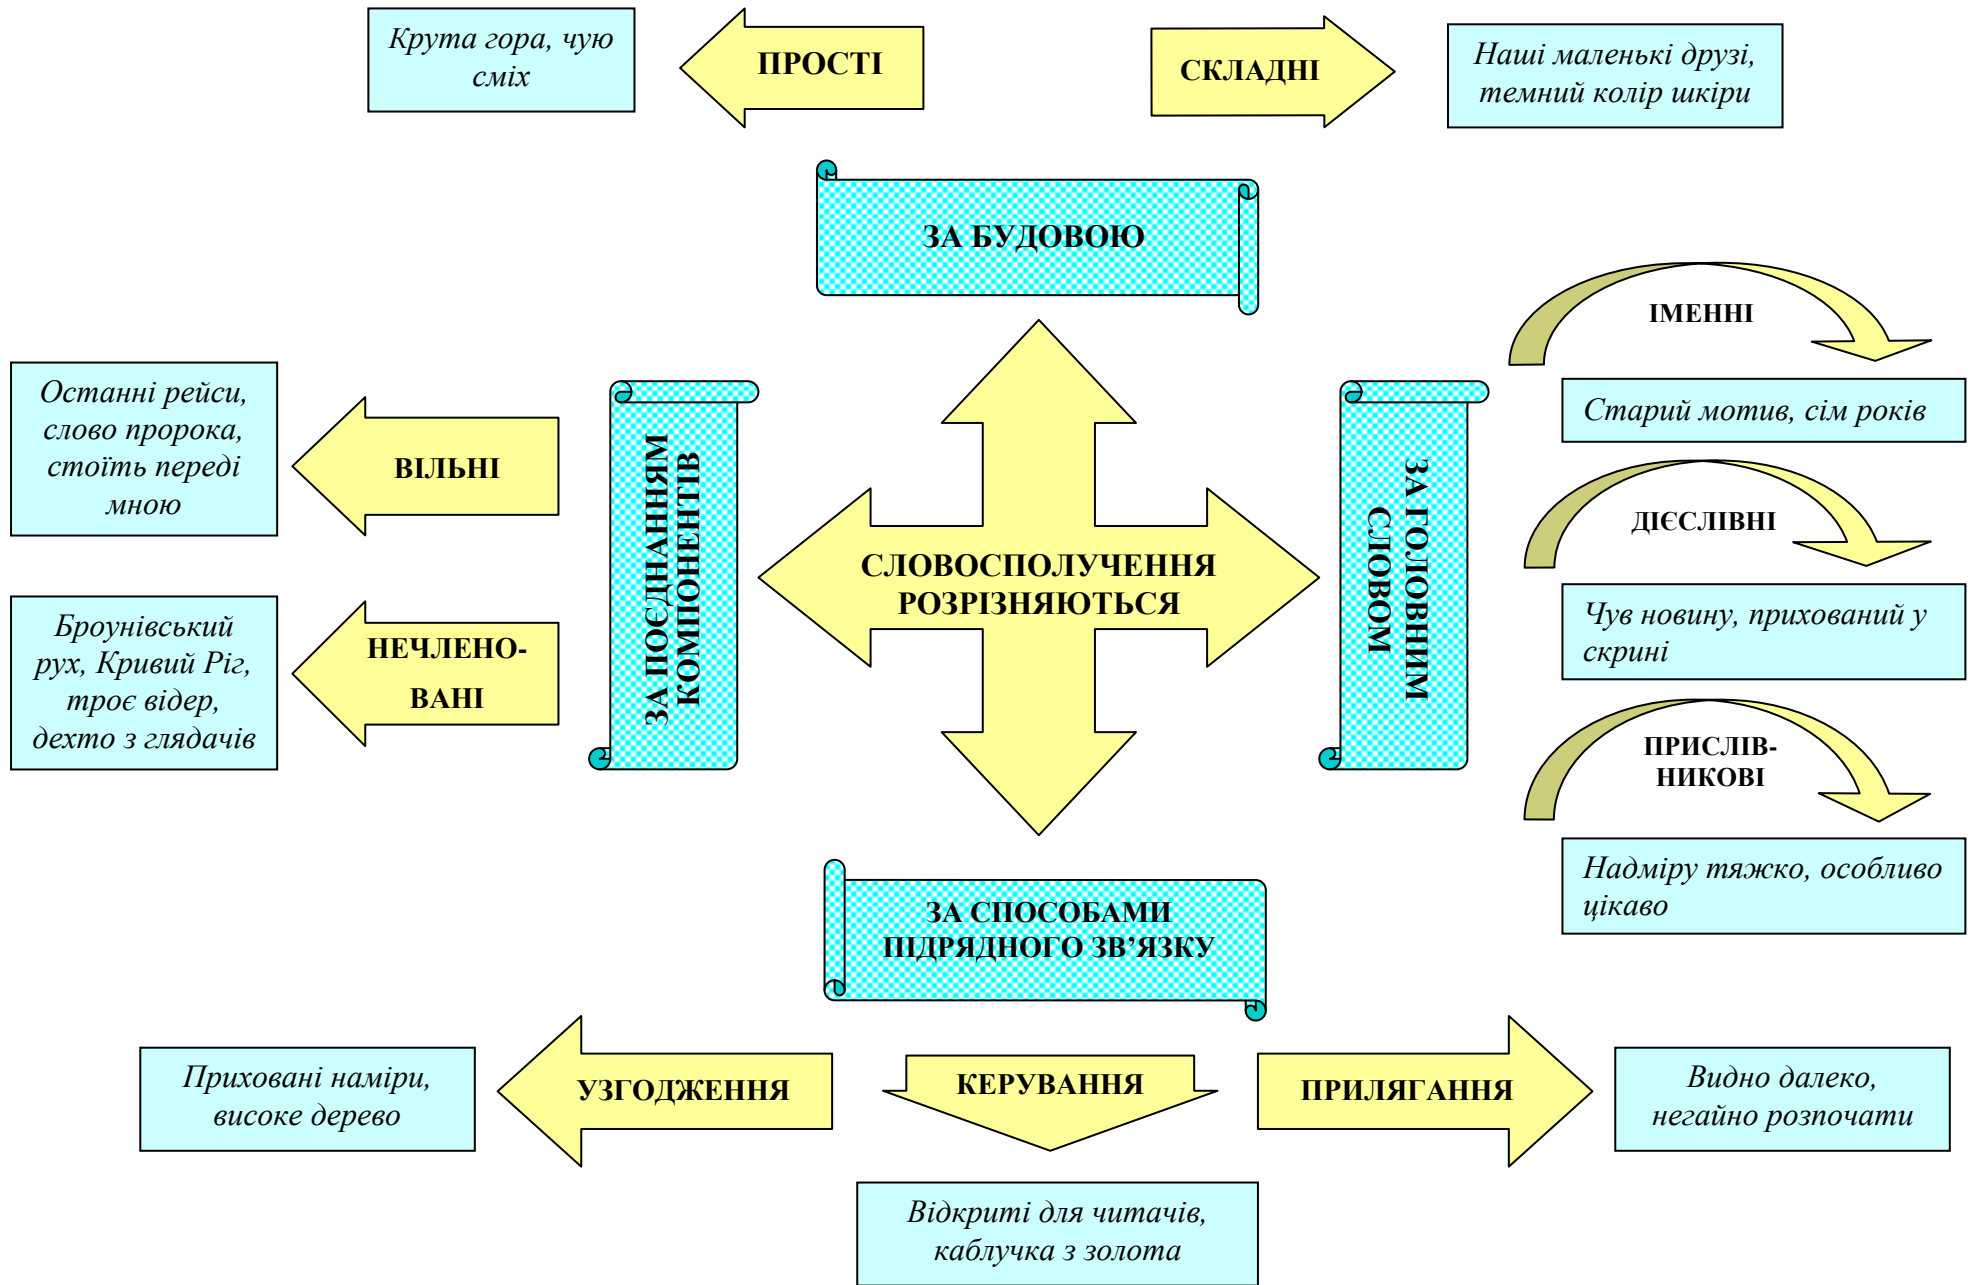 Крута гора, чую
сміх
ПРОСТІ
СКЛАДНІ
Наші маленькі друзі,
темний колір шкіри
ЗА БУДОВОЮ
ІМЕННІ
Старий мотив, сім років
Останні рейси,
слово пророка,
стоїть переді
мною
ВІЛЬНІ
ЗА ПОЄДНАННЯМ
КОМПОНЕНТІВ
СЛОВОСПОЛУЧЕННЯ
РОЗРІЗНЯЮТЬСЯ
ЗА ГОЛОВНИМ
СЛОВОМ
ДІЄСЛІВНІ
Чув новину, прихований у
скрині
Броунівський
рух, Кривий Ріг,
троє відер,
дехто з глядачів
НЕЧЛЕНО-
ВАНІ
ПРИСЛІВ-
НИКОВІ
Надміру тяжко, особливо
цікаво
ЗА СПОСОБАМИ
ПІДРЯДНОГО ЗВ’ЯЗКУ
Приховані наміри,
високе дерево
УЗГОДЖЕННЯ
КЕРУВАННЯ
ПРИЛЯГАННЯ
Видно далеко,
негайно розпочати
Відкриті для читачів,
каблучка з золота